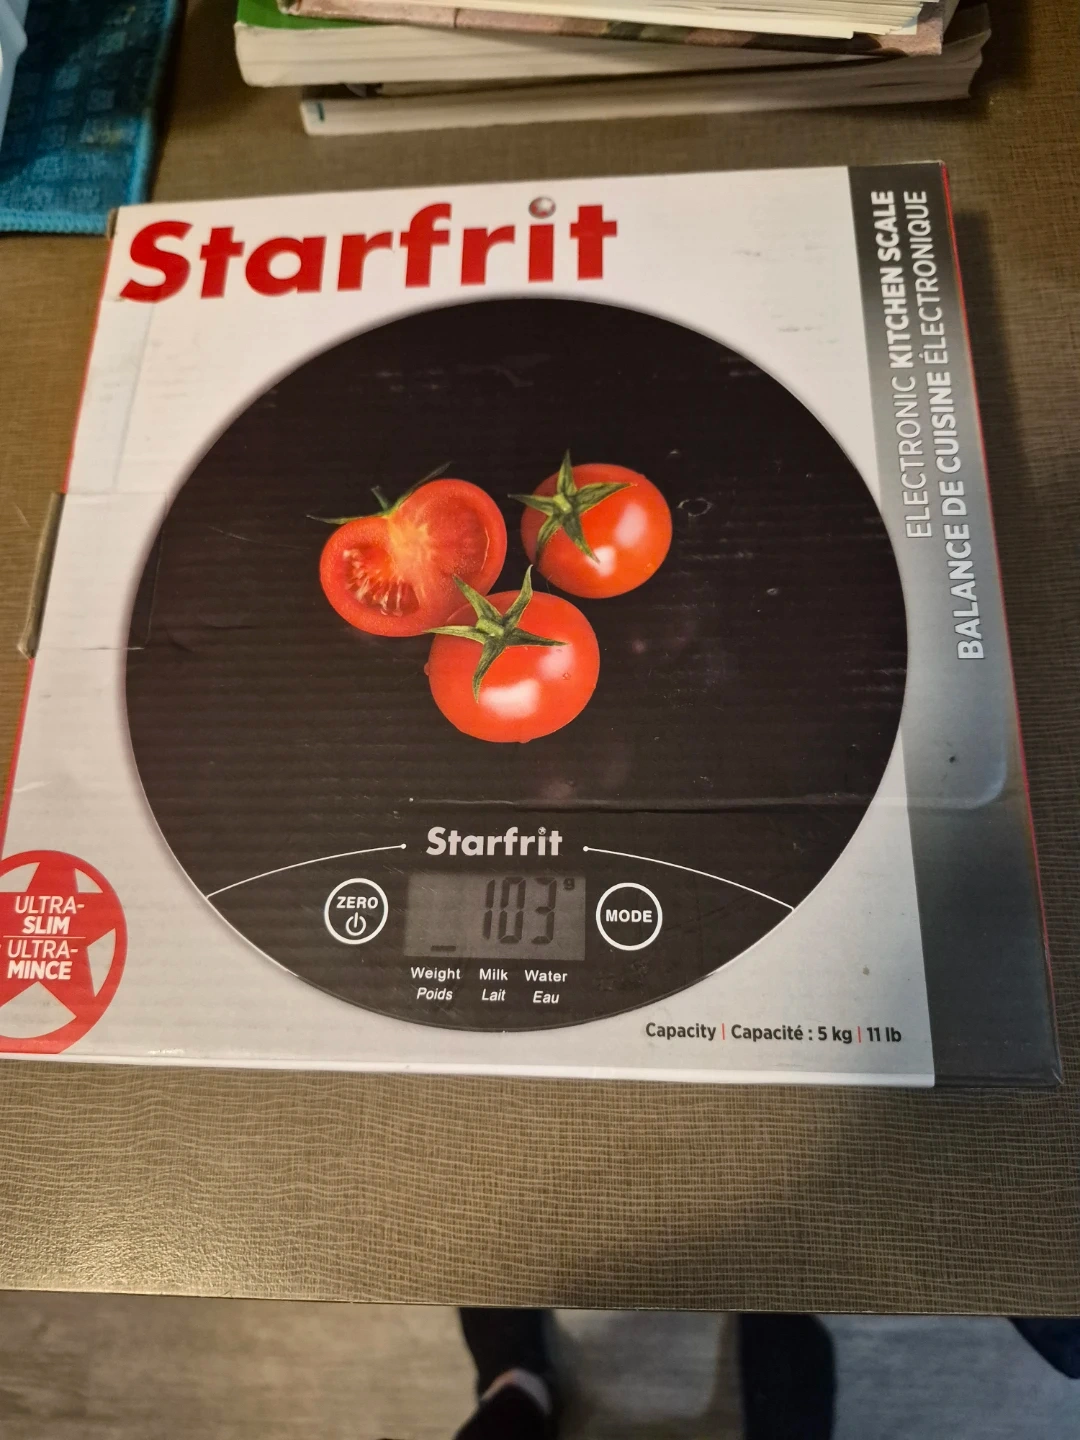 Starfrit
ELECTRONIC KITCHEN SCALE
BALANCE DE CUISINE ÉLECTRONIQUE
Starfrit
ZERO
103 g
MODE
Weight Milk Water
Poids Lait Eau
ULTRA-
SLIM
ULTRA-
MINCE
Capacity | Capacité : 5 kg | 11 lb